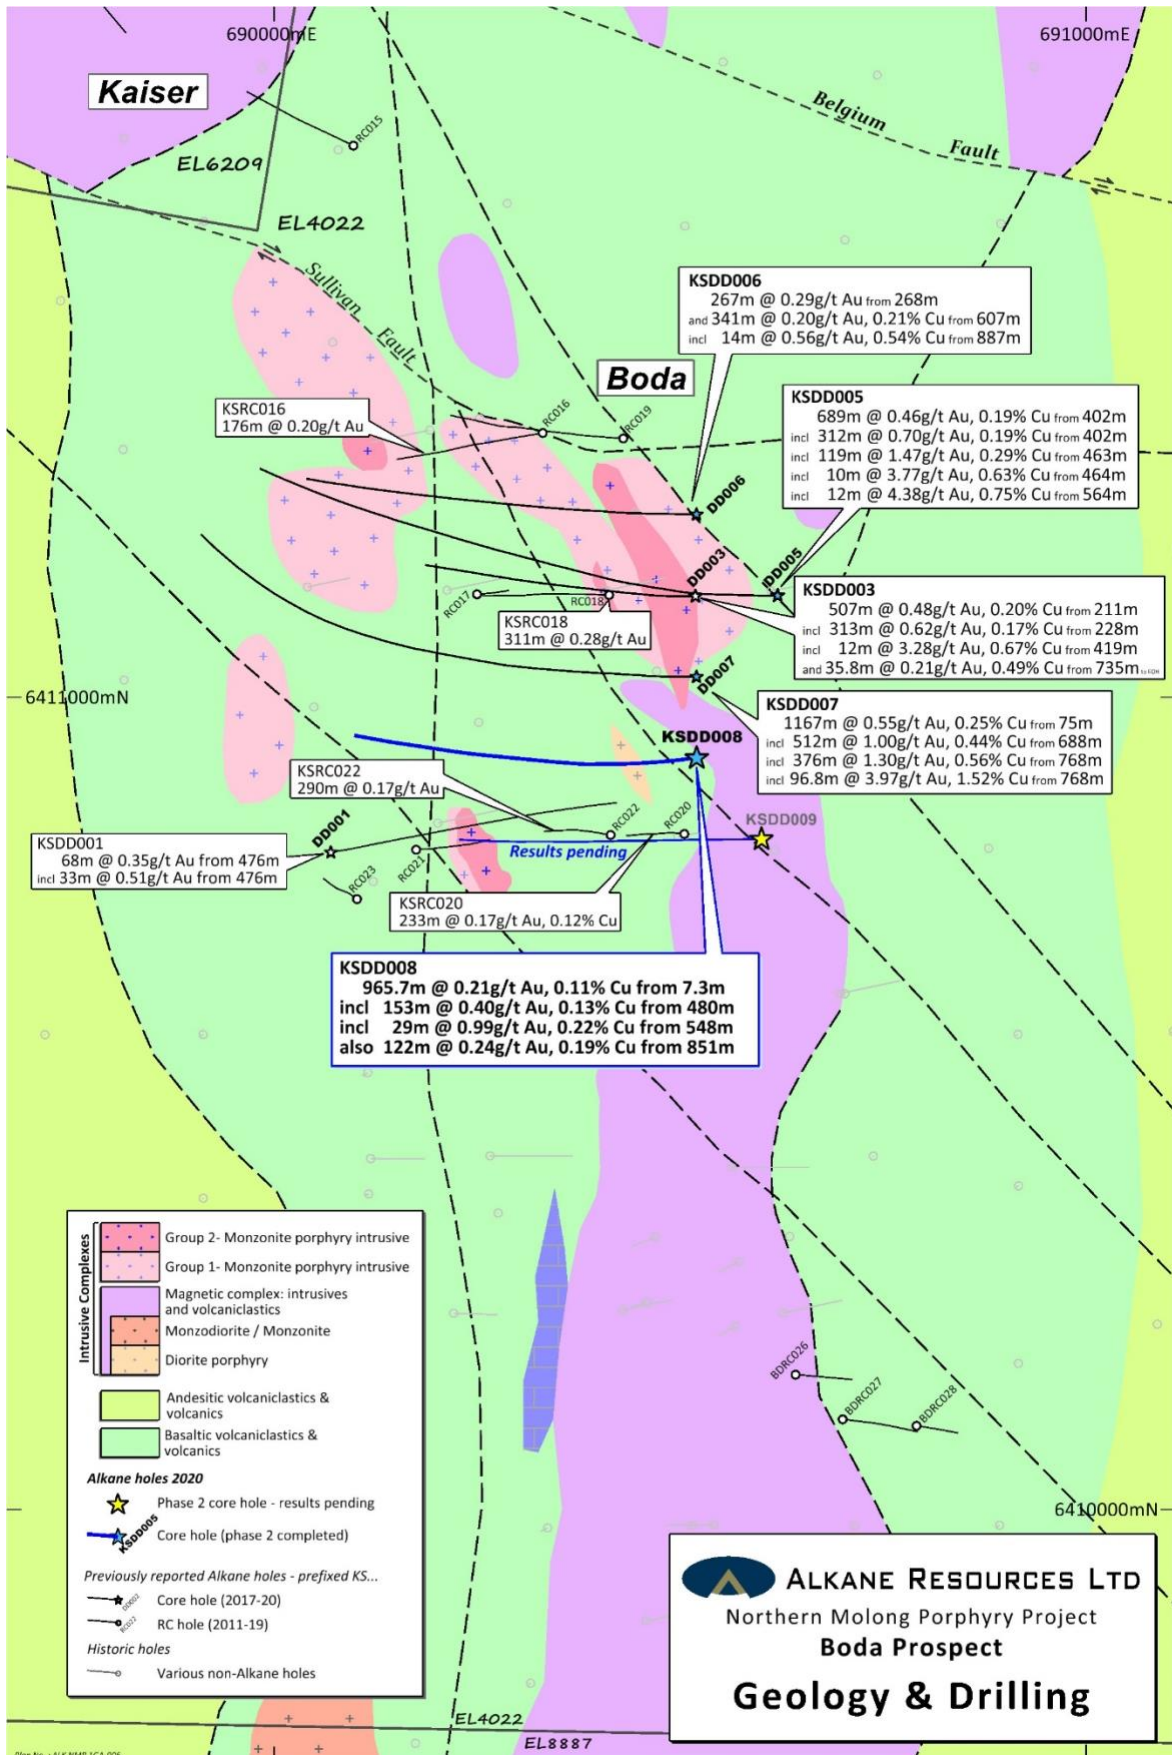 690000mE
691000mE
Kaiser
RC015
Belgium
Fault
EL6209
EL4022
Sullivan
Fault
KSDD006
267m @ 0.29g/t Au from 268m
and 341m @ 0.20g/t Au, 0.21% Cu from 607m
incl 14m @ 0.56g/t Au, 0.54% Cu from 887m
Boda
KSDD005
689m @ 0.46g/t Au, 0.19% Cu from 402m
incl 312m @ 0.70g/t Au, 0.19% Cu from 402m
incl 119m @ 1.47g/t Au, 0.29% Cu from 463m
incl 10m @ 3.77g/t Au, 0.63% Cu from 464m
incl 12m @ 4.38g/t Au, 0.75% Cu from 564m
KSRC016
176m @ 0.20g/t Au
RC016
RC019
DD006
DD003
DD005
RC017
RC018
KSRC018
311m @ 0.28g/t Au
KSDD003
507m @ 0.48g/t Au, 0.20% Cu from 211m
incl 313m @ 0.62g/t Au, 0.17% Cu from 228m
incl 12m @ 3.28g/t Au, 0.67% Cu from 419m
and 35.8m @ 0.21g/t Au, 0.49% Cu from 735m to EOH
DD007
6411000mN
KSDD007
1167m @ 0.55g/t Au, 0.25% Cu from 75m
incl 512m @ 1.00g/t Au, 0.44% Cu from 688m
incl 376m @ 1.30g/t Au, 0.56% Cu from 768m
incl 96.8m @ 3.97g/t Au, 1.52% Cu from 768m
KSDD008
KSRC022
290m @ 0.17g/t Au
RC022
RC020
KSDD009
DD001
KSDD001
68m @ 0.35g/t Au from 476m
incl 33m @ 0.51g/t Au from 476m
RC021
Results pending
RC023
KSRC020
233m @ 0.17g/t Au, 0.12% Cu
KSDD008
965.7m @ 0.21g/t Au, 0.11% Cu from 7.3m
incl 153m @ 0.40g/t Au, 0.13% Cu from 480m
incl 29m @ 0.99g/t Au, 0.22% Cu from 548m
also 122m @ 0.24g/t Au, 0.19% Cu from 851m
BDRC026
BDRC027
BDRC028
Intrusive Complexes
Group 2- Monzonite porphyry intrusive
Group 1- Monzonite porphyry intrusive
Magnetic complex: intrusives
and volcaniclastics
Monzodiorite / Monzonite
Diorite porphyry
Andesitic volcaniclastics &
volcanics
Basaltic volcaniclastics &
volcanics
Alkane holes 2020
Phase 2 core hole - results pending
KSDD005
Core hole (phase 2 completed)
Previously reported Alkane holes - prefixed KS...
DD002
Core hole (2017-20)
RC022
RC hole (2011-19)
Historic holes
Various non-Alkane holes
6410000mN
ALKANE RESOURCES LTD
Northern Molong Porphyry Project
Boda Prospect
Geology & Drilling
EL4022
EL8887